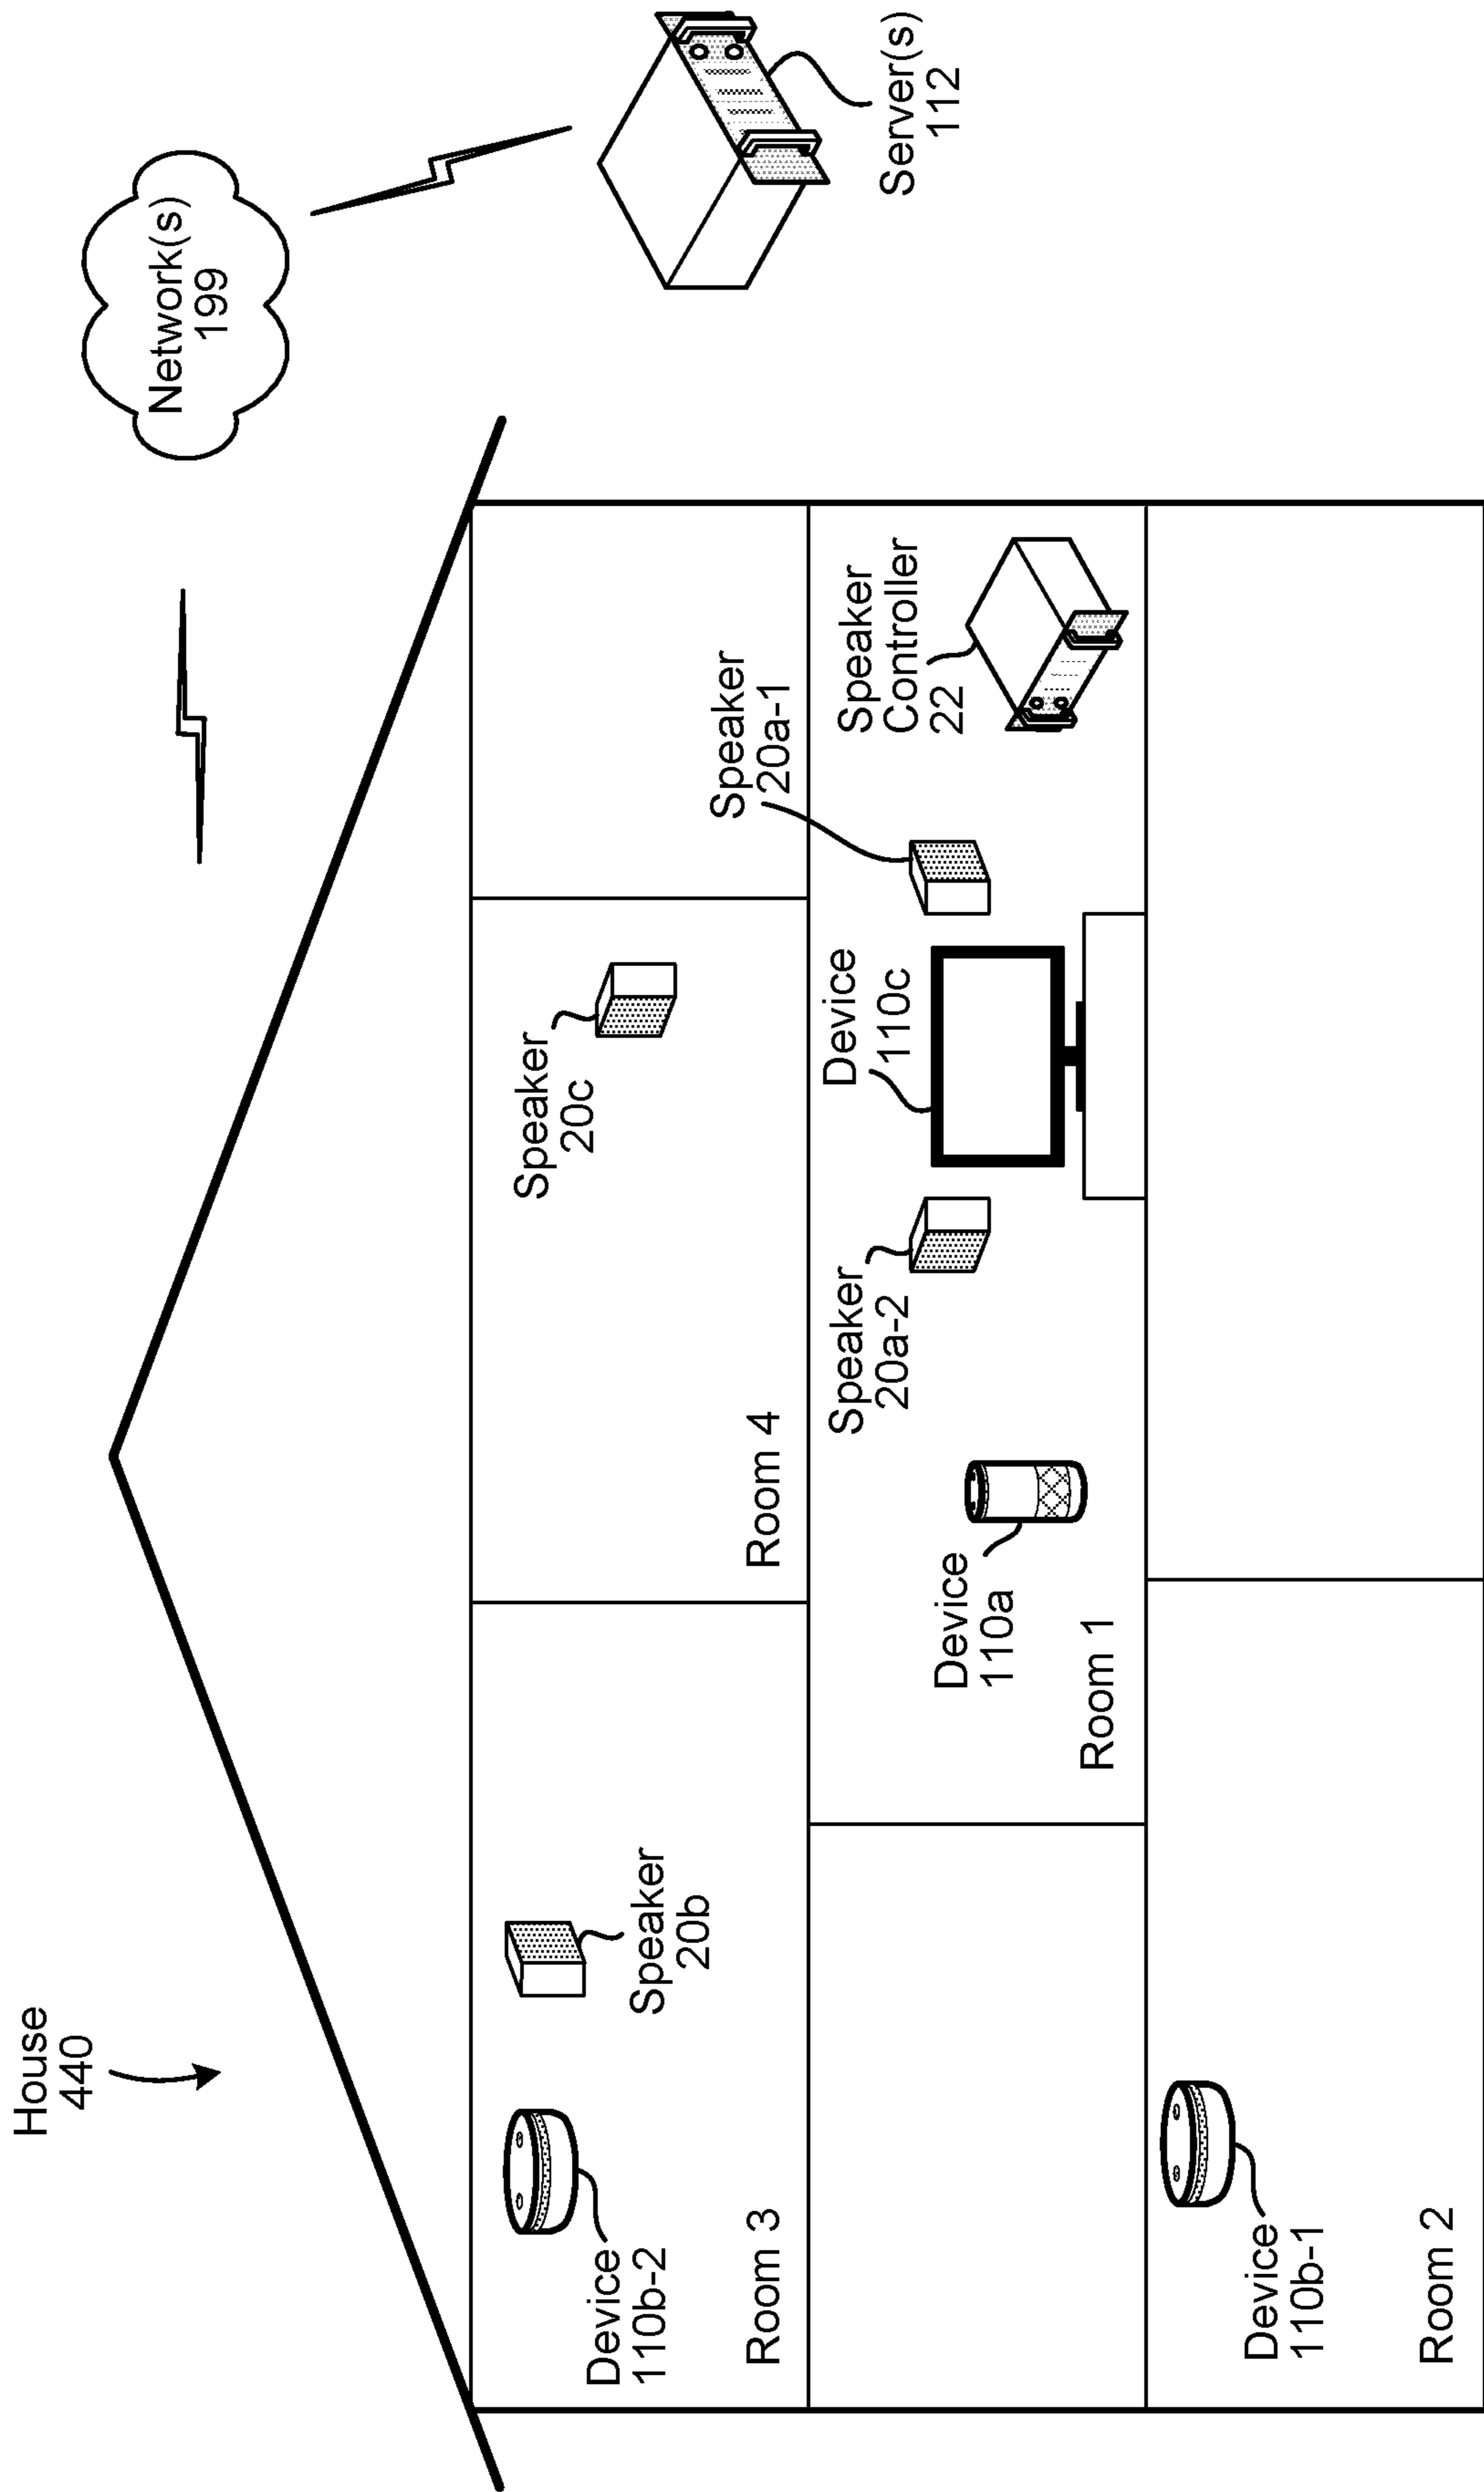 House
440
Network(s)
199
Server(s)
112
Device
110b-2
Speaker
20b
Room 3
Speaker
20c
Room 4
Speaker
20a-1
Speaker
20a-2
Device
110c
Speaker
Controller
22
Device
110a
Room 1
Device
110b-1
Room 2